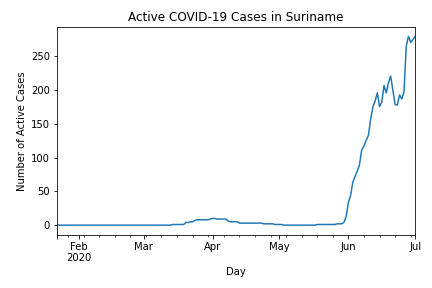 Active COVID-19 Cases in Suriname
Number of Active Cases
250
200
150
100
50
0
Feb
2020
Mar
Apr
May
Jun
Jul
Day